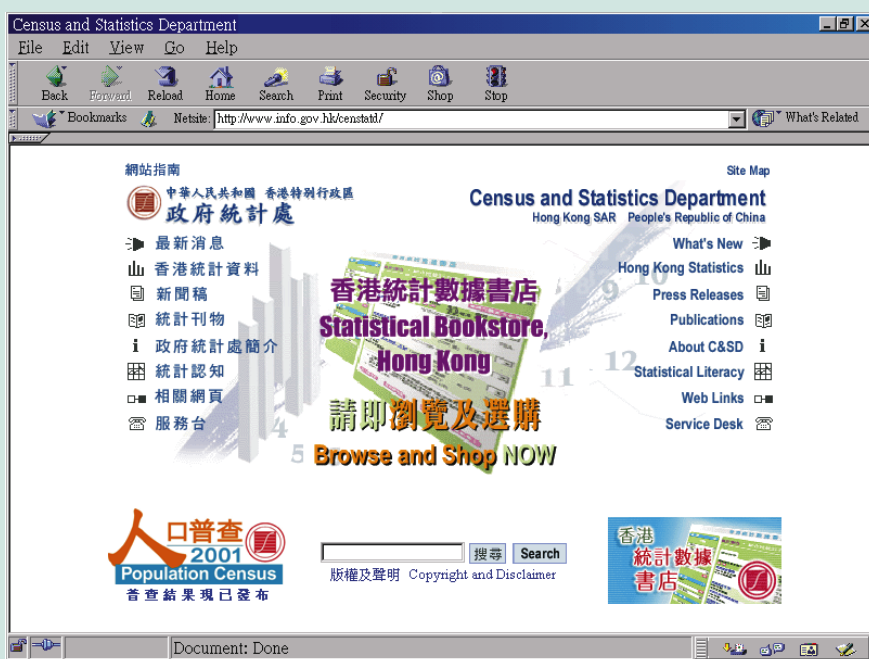 Census and Statistics Department
File Edit View Go Help
Back Forward Reload Home Search Print Security Shop Stop
Bookmarks Netsite: http://www.info.gov.hk/censtatd/ What's Related
網站指南
Site Map
中華人民共和國 香港特別行政區
政府統計處
Census and Statistics Department
Hong Kong SAR People's Republic of China
最新消息
香港統計資料
新聞稿
統計刊物
政府統計處簡介
統計認知
相關網頁
服務台
香港統計數據書店
Statistical Bookstore,
Hong Kong
請即瀏覽及選購
Browse and Shop NOW
What's New
Hong Kong Statistics
Press Releases
Publications
About C&SD
Statistical Literacy
Web Links
Service Desk
9
10
11
12
4
5
人口普查
2001
Population Census
普查結果現已發布
搜尋 Search
版權及聲明 Copyright and Disclaimer
香港
統計數據
書店
Document: Done